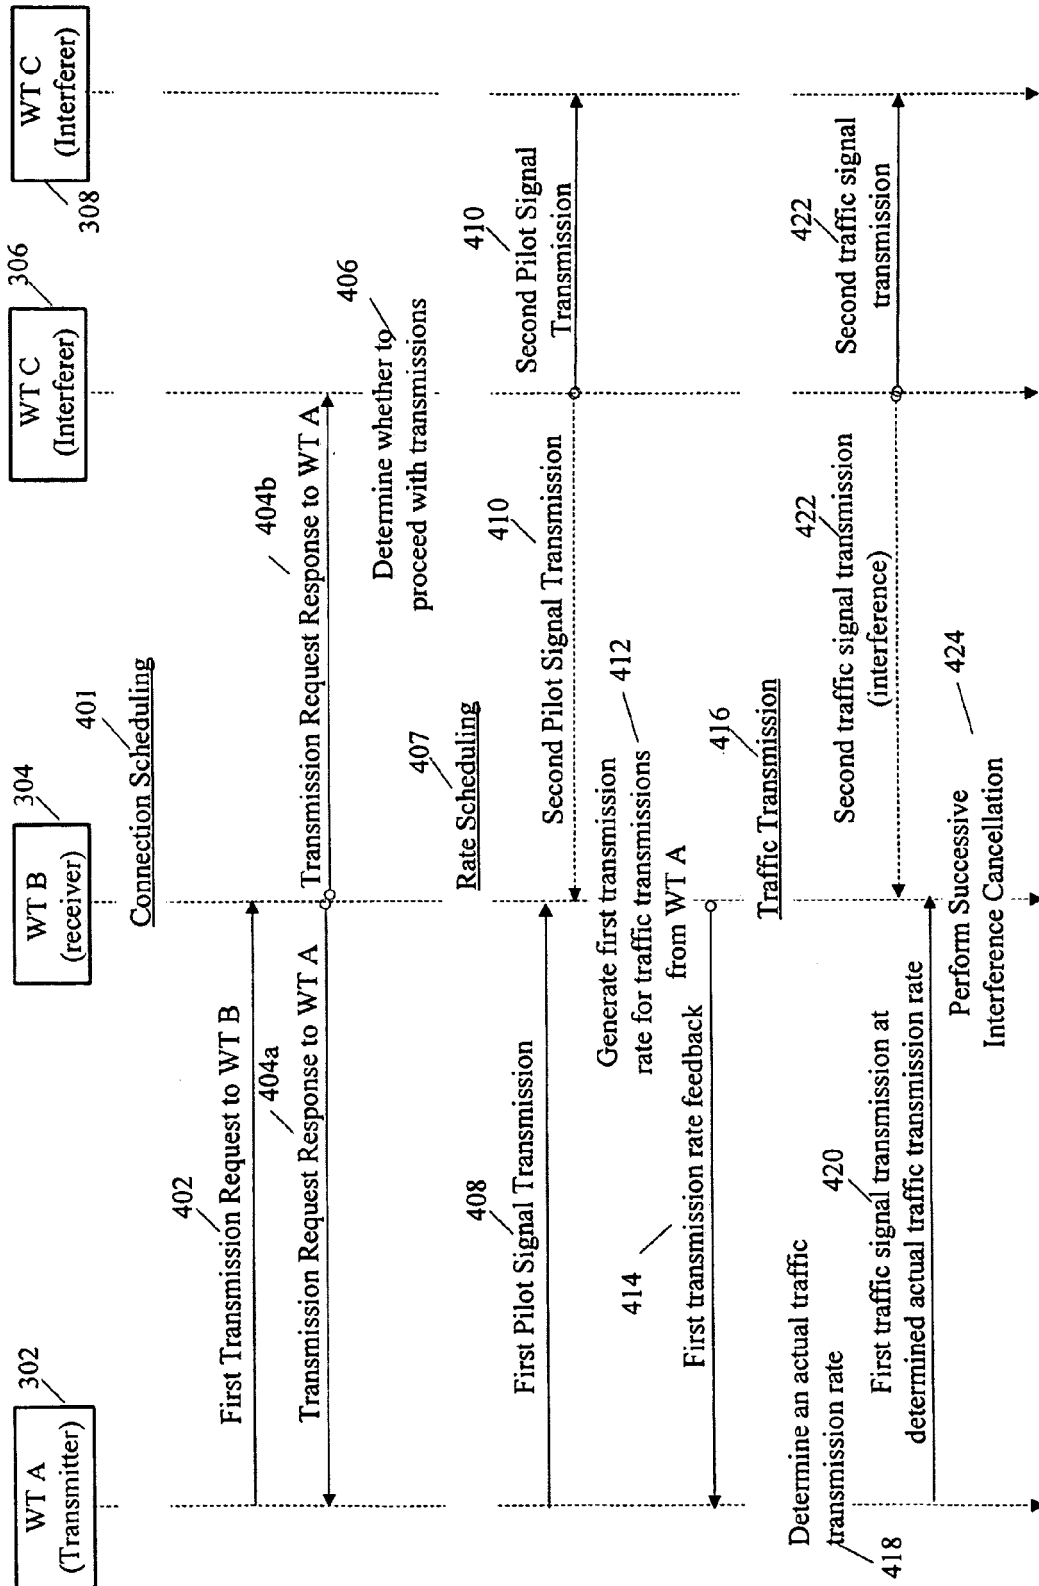 WT A
(Transmitter)
302
WT B
(receiver)
304
WT C
(Interferer)
306
WT C
(Interferer)
308
Connection Scheduling
401
First Transmission Request to WT B
402
Transmission Request Response to WT A
404a
Transmission Request Response to WT A
404b
Determine whether to
proceed with transmissions
406
Rate Scheduling
407
First Pilot Signal Transmission
408
Second Pilot Signal Transmission
410
Second Pilot Signal
Transmission
410
Generate first transmission
rate for traffic transmissions
from WT A
412
First transmission rate feedback
414
Traffic Transmission
416
Determine an actual traffic
transmission rate
418
First traffic signal transmission at
determined actual traffic transmission rate
420
Second traffic signal transmission
(interference)
422
Second traffic signal
transmission
422
Perform Successive
Interference Cancellation
424